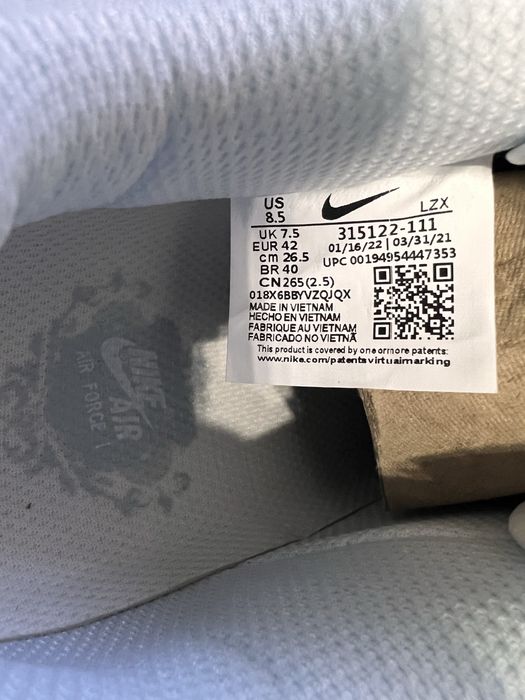 US
8.5
LZX
UK 7.5
315122-111
EUR 42
01/16/22 | 03/31/21
cm 26.5
UPC 00194954447353
BR 40
CN 265(2.5)
018X6BBYVZQJQX
MADE IN VIETNAM
HECHO EN VIETNAM
FABRIQUE AU VIETNAM
FABRICADO NO VIETNÃ
This product is covered by one ormore patents:
www.nike.com/patentsvirtuaimarking
NIKE
AIR
AIR FORCE 1